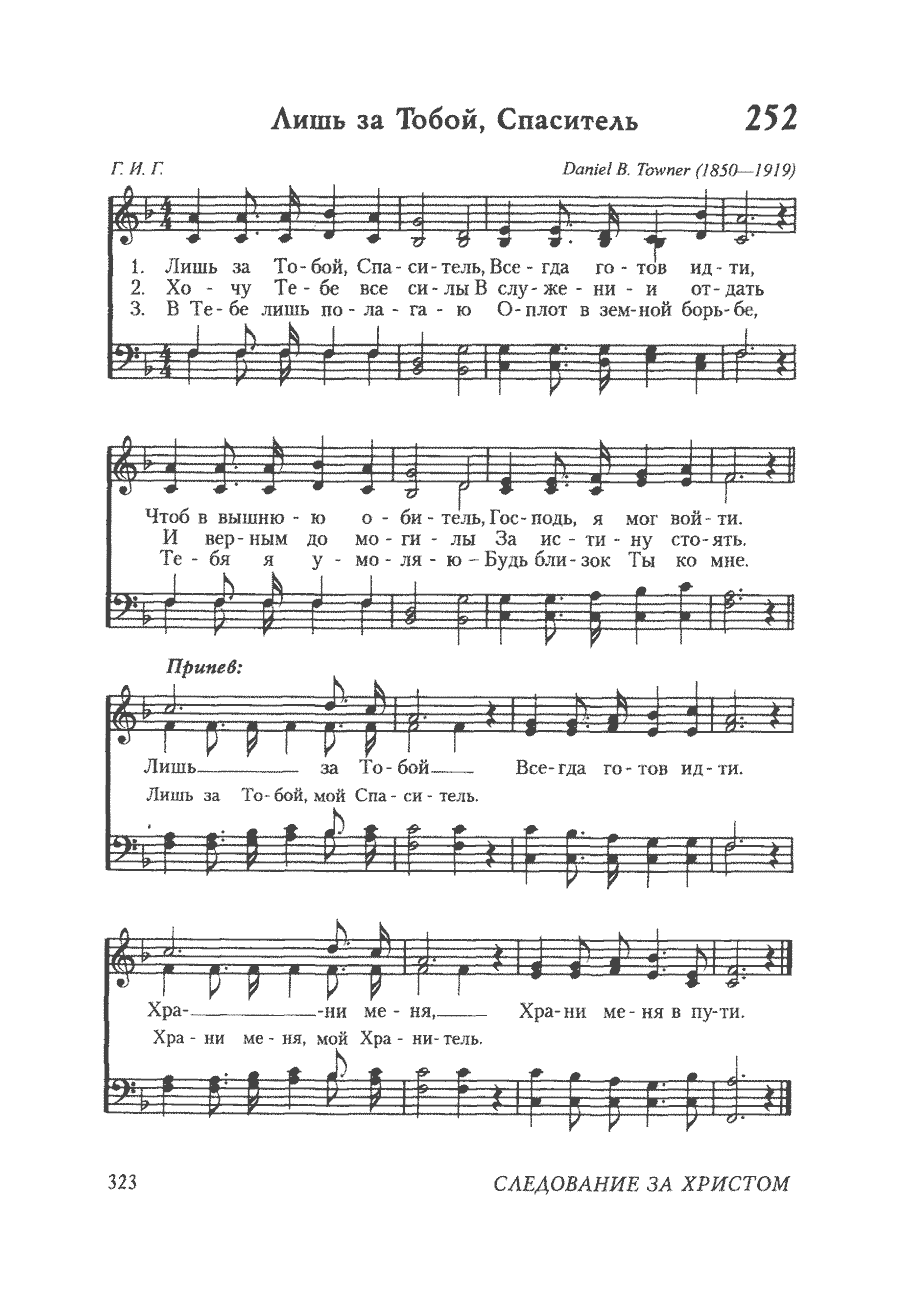 Лишь за Тобой, Спаситель 252
Г. И. Г. Daniel B. Towner (1850—1919)
1. Лишь за То-бой, Спа-си-тель, Все-гда го-тов ид-ти,
2. Хо-чу Те-бе все си-лы В слу-же-ни-и от-дать
3. В Те-бе лишь по-ла-га-ю О-плот в зем-ной борь-бе,
Чтоб в вышню-ю о-би-тель, Гос-подь, я мог вой-ти.
И вер-ным до мо-ги-лы За ис-ти-ну сто-ять.
Те-бя я у-мо-ля-ю – Будь бли-зок Ты ко мне.
Припев:
Лишь за То-бой Все-гда го-тов ид-ти.
Лишь за То-бой, мой Спа-си-тель.
Хра- -ни ме-ня, Хра-ни ме-ня в пу-ти.
Хра-ни ме-ня, мой Хра-ни-тель.
323 СЛЕДОВАНИЕ ЗА ХРИСТОМ